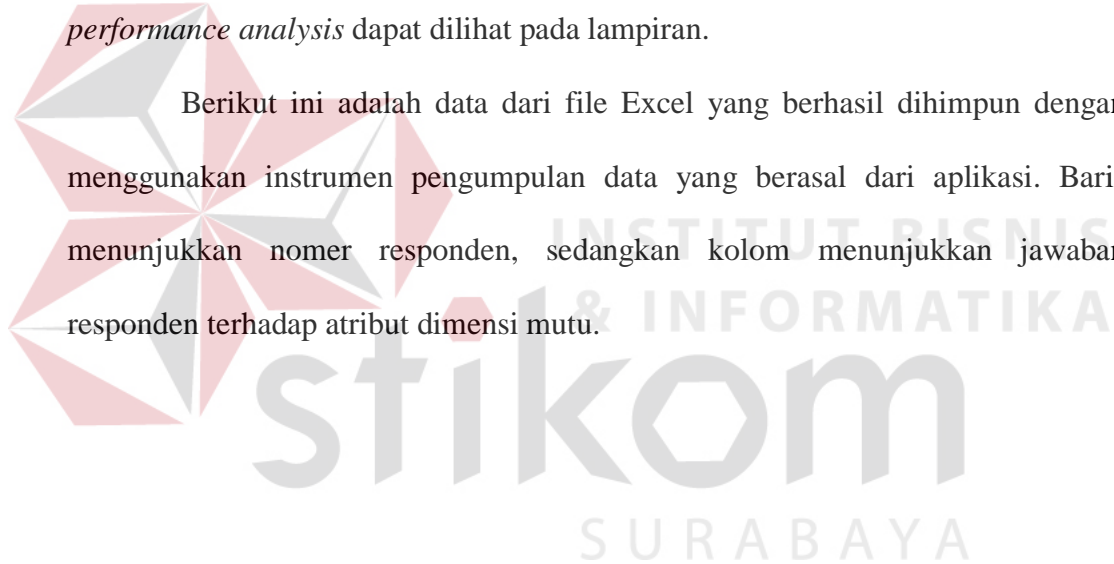 performance analysis dapat dilihat pada lampiran.
Berikut ini adalah data dari file Excel yang berhasil dihimpun dengan
menggunakan instrumen pengumpulan data yang berasal dari aplikasi. Bari
menunjukkan nomer responden, sedangkan kolom menunjukkan jawaban
responden terhadap atribut dimensi mutu.
INSTITUT BISNIS
& INFORMATIKA
stikom
SURABAYA